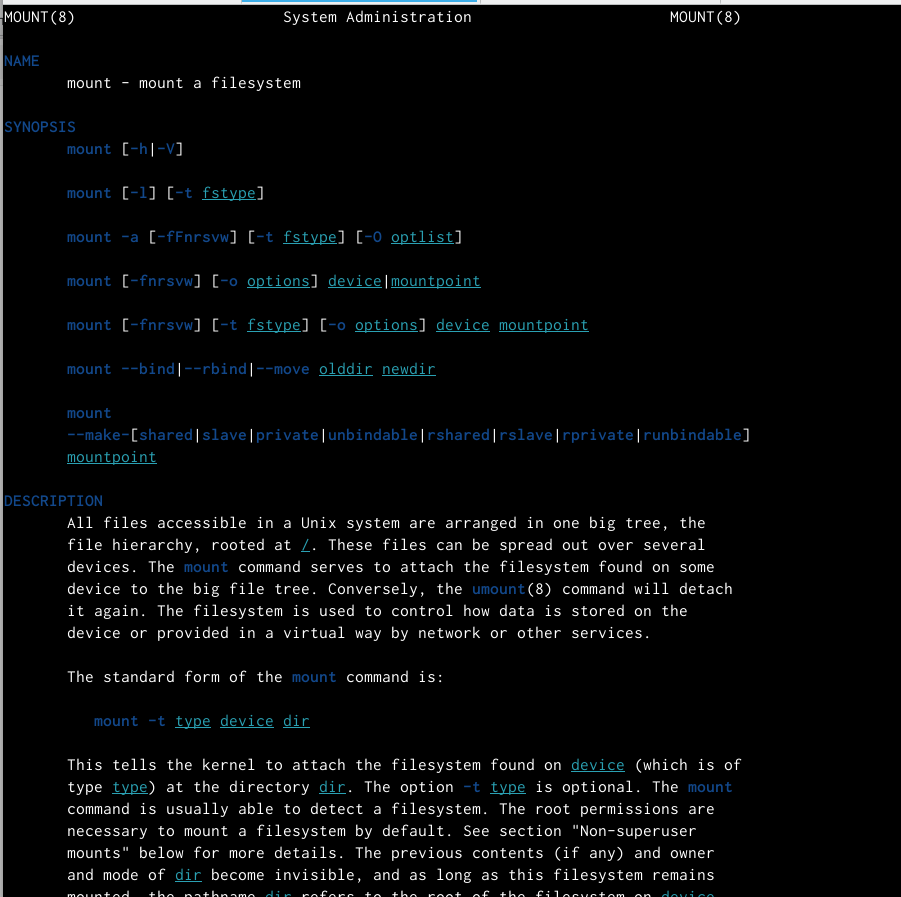 MOUNT(8) System Administration MOUNT(8)
NAME
mount - mount a filesystem
SYNOPSIS
mount [-h|-V]
mount [-l] [-t fstype]
mount -a [-fFnrsvw] [-t fstype] [-O optlist]
mount [-fnrsvw] [-o options] device|mountpoint
mount [-fnrsvw] [-t fstype] [-o options] device mountpoint
mount --bind|--rbind|--move olddir newdir
mount
--make-[shared|slave|private|unbindable|rshared|rslave|rprivate|runbindable]
mountpoint
DESCRIPTION
All files accessible in a Unix system are arranged in one big tree, the
file hierarchy, rooted at /. These files can be spread out over several
devices. The mount command serves to attach the filesystem found on some
device to the big file tree. Conversely, the umount(8) command will detach
it again. The filesystem is used to control how data is stored on the
device or provided in a virtual way by network or other services.
The standard form of the mount command is:
mount -t type device dir
This tells the kernel to attach the filesystem found on device (which is of
type type) at the directory dir. The option -t type is optional. The mount
command is usually able to detect a filesystem. The root permissions are
necessary to mount a filesystem by default. See section "Non-superuser
mounts" below for more details. The previous contents (if any) and owner
and mode of dir become invisible, and as long as this filesystem remains
mounted, the pathname dir refers to the root of the filesystem on device.